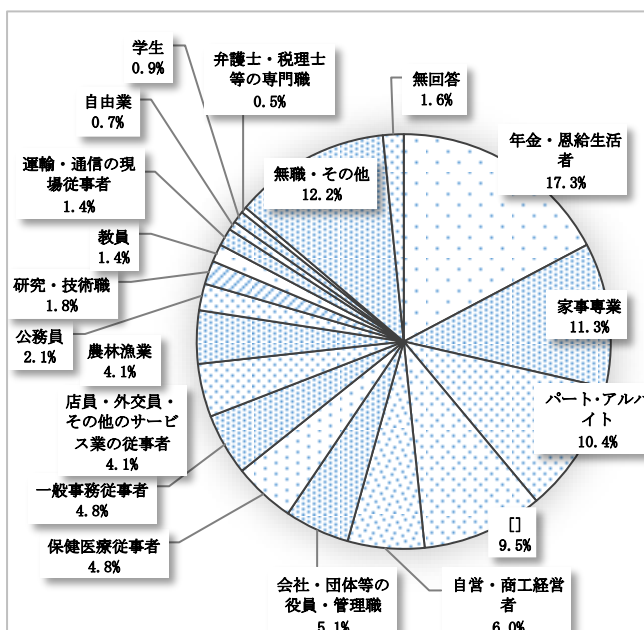 学生
0.9%
弁護士・税理士
等の専門職
0.5%
無回答
1.6%
自由業
0.7%
年金・恩給生活
者
17.3%
無職・その他
12.2%
運輸・通信の現
場従事者
1.4%
教員
1.4%
研究・技術職
1.8%
家事専業
11.3%
公務員
2.1%
農林漁業
4.1%
パート・アルバ
イト
10.4%
店員・外交員・
その他のサービ
ス業の従事者
4.1%
一般事務従事者
4.8%
[]
9.5%
保健医療従事者
4.8%
会社・団体等の
役員・管理職
5.1%
自営・商工経営
者
6.0%